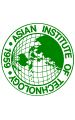 ASIAN INSTITUTE OF TECHNOLOGY
• 1959 •